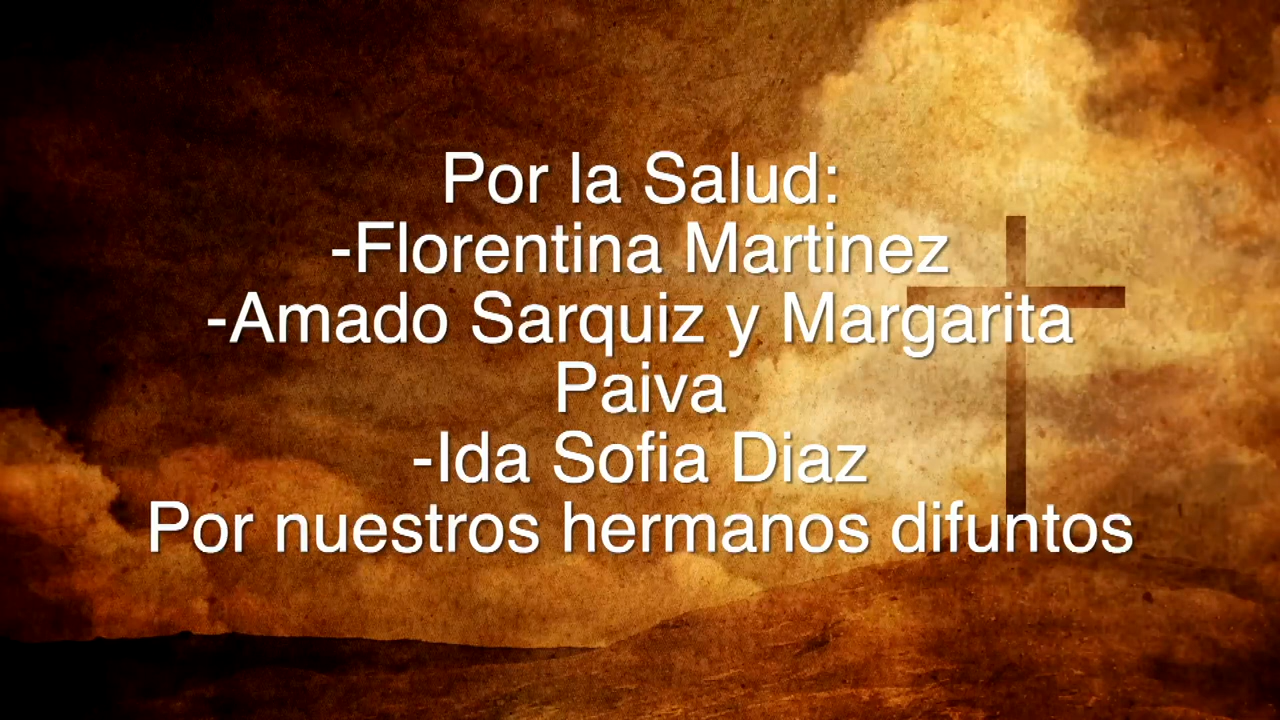 Por la Salud:
-Florentina Martinez
-Amado Sarquiz y Margarita
Paiva
-Ida Sofia Diaz
Por nuestros hermanos difuntos